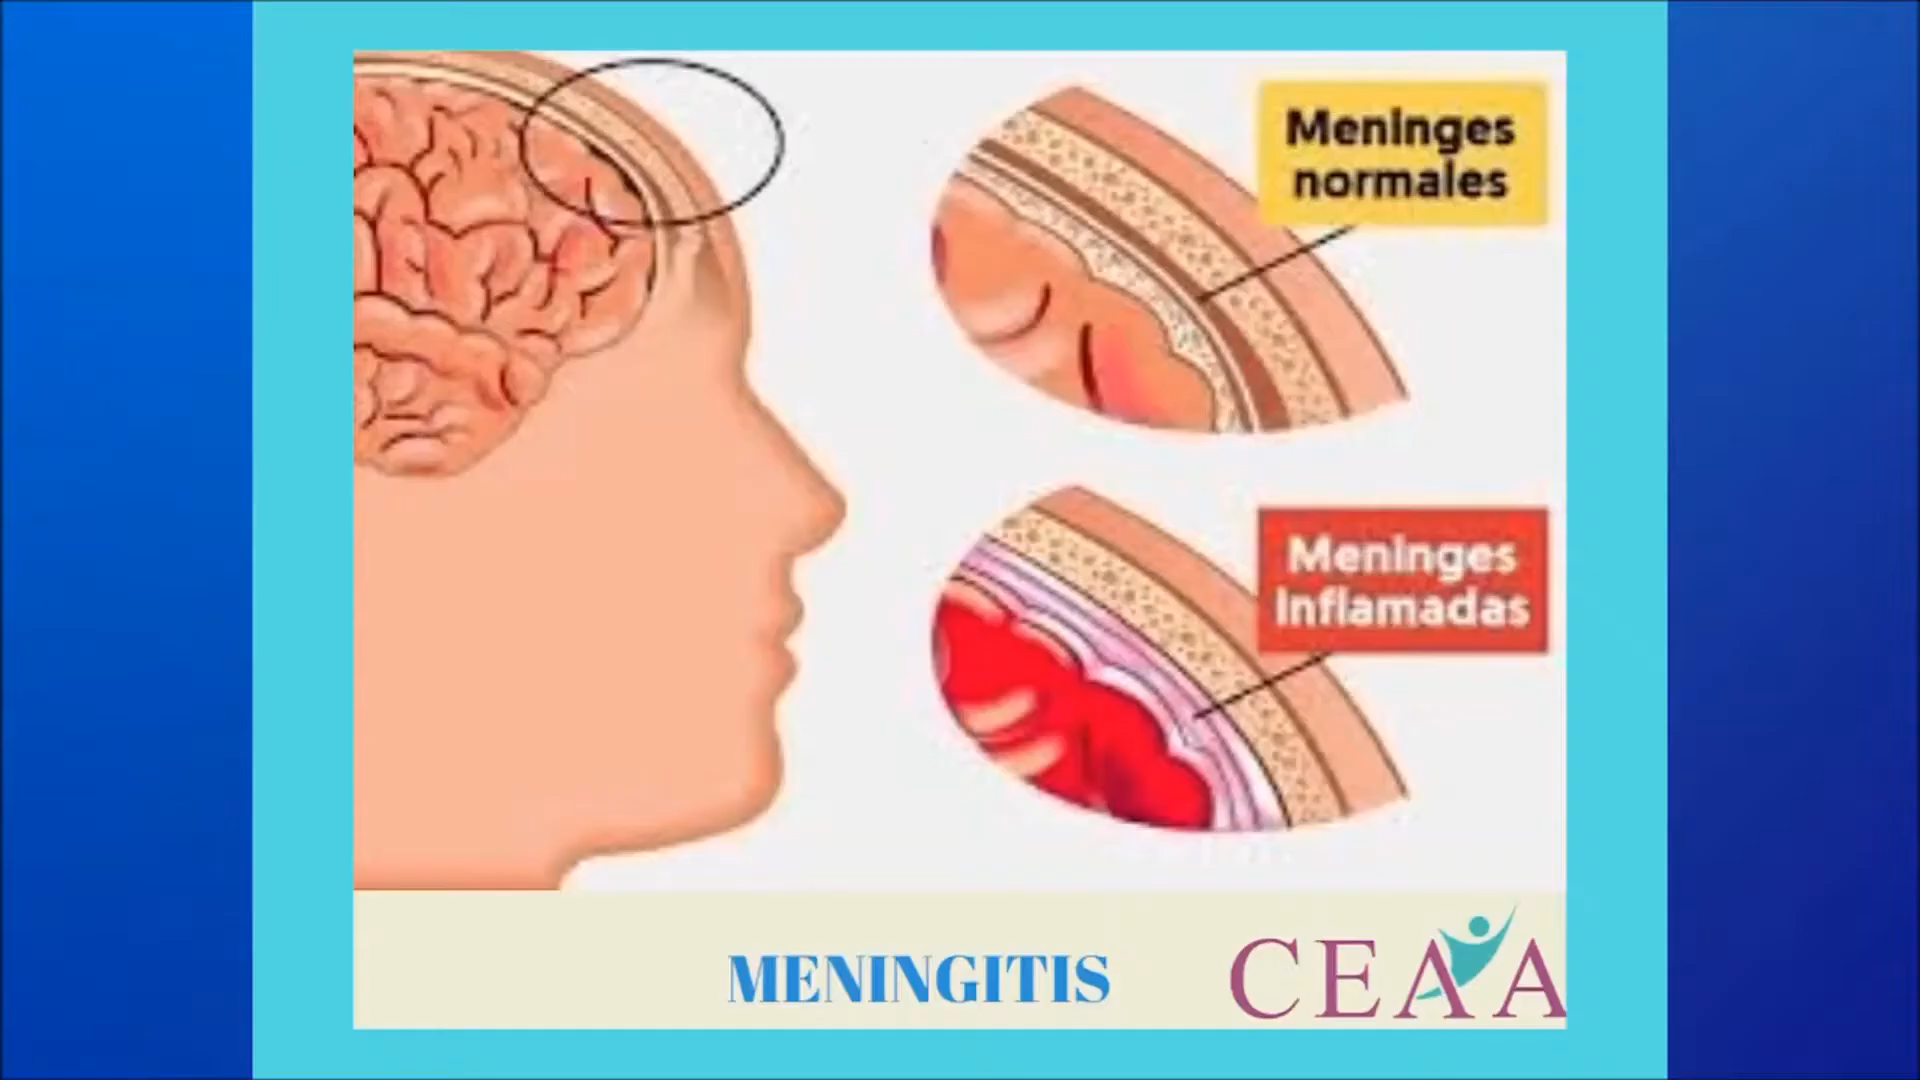 Meninges
normales
Meninges
inflamadas
MENINGITIS
CEAA